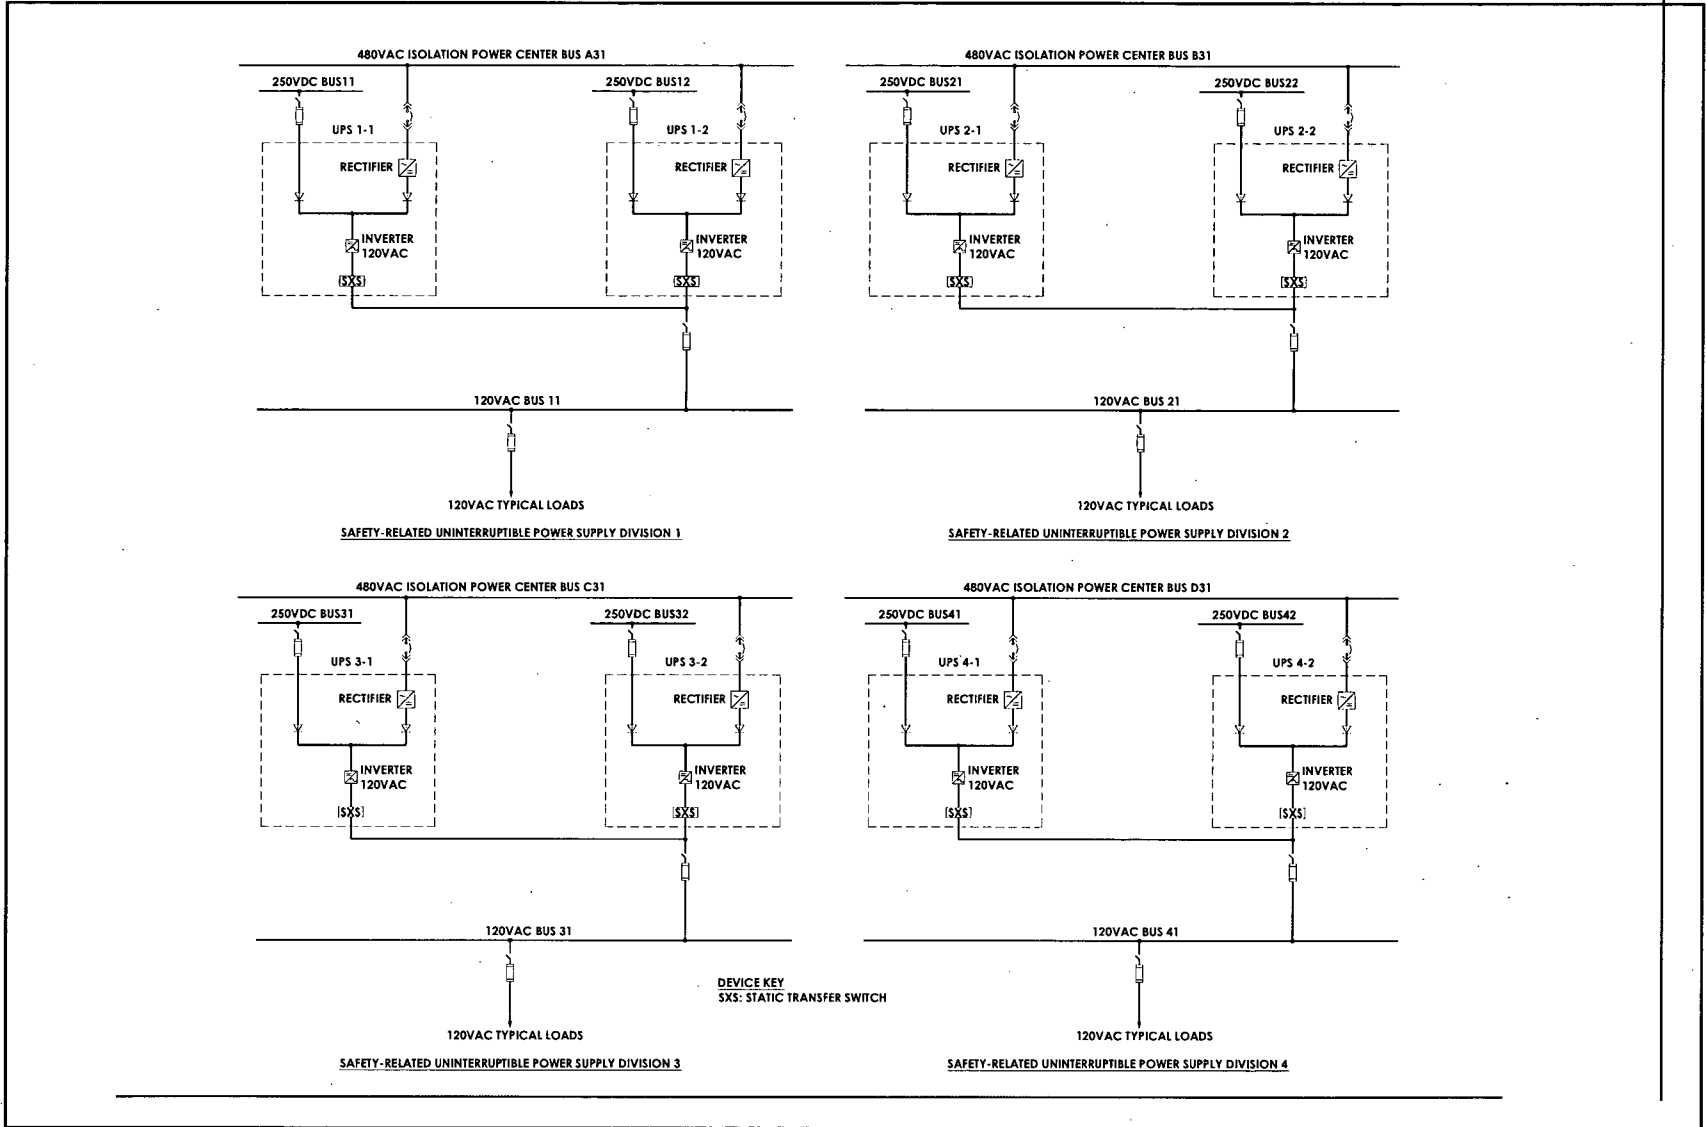 480VAC ISOLATION POWER CENTER BUS A31
250VDC BUS11
250VDC BUS12
UPS 1-1
UPS 1-2
RECTIFIER
RECTIFIER
INVERTER
120VAC
INVERTER
120VAC
SXS
SXS
120VAC BUS 11
120VAC TYPICAL LOADS
SAFETY-RELATED UNINTERRUPTIBLE POWER SUPPLY DIVISION 1
480VAC ISOLATION POWER CENTER BUS B31
250VDC BUS21
250VDC BUS22
UPS 2-1
UPS 2-2
RECTIFIER
RECTIFIER
INVERTER
120VAC
INVERTER
120VAC
SXS
SXS
120VAC BUS 21
120VAC TYPICAL LOADS
SAFETY-RELATED UNINTERRUPTIBLE POWER SUPPLY DIVISION 2
480VAC ISOLATION POWER CENTER BUS C31
250VDC BUS31
250VDC BUS32
UPS 3-1
UPS 3-2
RECTIFIER
RECTIFIER
INVERTER
120VAC
INVERTER
120VAC
SXS
SXS
120VAC BUS 31
120VAC TYPICAL LOADS
SAFETY-RELATED UNINTERRUPTIBLE POWER SUPPLY DIVISION 3
480VAC ISOLATION POWER CENTER BUS D31
250VDC BUS41
250VDC BUS42
UPS 4-1
UPS 4-2
RECTIFIER
RECTIFIER
INVERTER
120VAC
INVERTER
120VAC
SXS
SXS
120VAC BUS 41
120VAC TYPICAL LOADS
SAFETY-RELATED UNINTERRUPTIBLE POWER SUPPLY DIVISION 4
DEVICE KEY
SXS: STATIC TRANSFER SWITCH